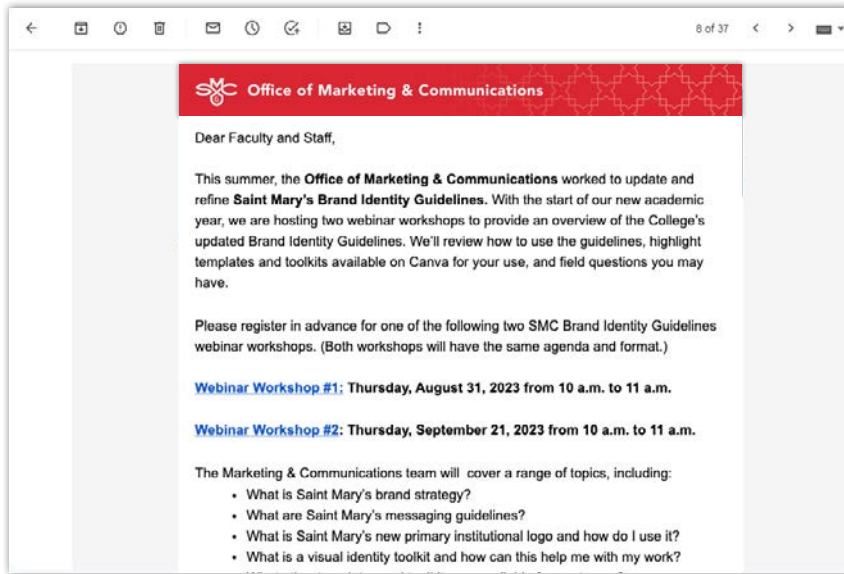 8 of 37
SMC Office of Marketing & Communications
Dear Faculty and Staff,
This summer, the Office of Marketing & Communications worked to update and
refine Saint Mary's Brand Identity Guidelines. With the start of our new academic
year, we are hosting two webinar workshops to provide an overview of the College's
updated Brand Identity Guidelines. We'll review how to use the guidelines, highlight
templates and toolkits available on Canva for your use, and field questions you may
have.
Please register in advance for one of the following two SMC Brand Identity Guidelines
webinar workshops. (Both workshops will have the same agenda and format.)
Webinar Workshop #1: Thursday, August 31, 2023 from 10 a.m. to 11 a.m.
Webinar Workshop #2: Thursday, September 21, 2023 from 10 a.m. to 11 a.m.
The Marketing & Communications team will cover a range of topics, including:
• What is Saint Mary's brand strategy?
• What are Saint Mary's messaging guidelines?
• What is Saint Mary's new primary institutional logo and how do I use it?
• What is a visual identity toolkit and how can this help me with my work?